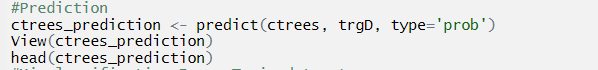 #Prediction
ctrees_prediction <- predict(ctrees, trgD, type='prob')
View(ctrees_prediction)
head(ctrees_prediction)